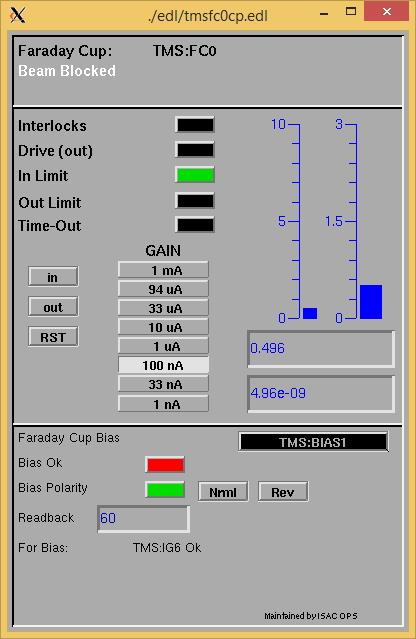 ./edl/tmsfc0cp.edl
Faraday Cup: TMS:FC0
Beam Blocked
Interlocks
Drive (out)
In Limit
Out Limit
Time-Out
10
5
0
3
1.5
0
GAIN
1 mA
94 uA
33 uA
10 uA
1 uA
100 nA
33 nA
1 nA
in
out
RST
0.496
4.96e-09
Faraday Cup Bias TMS:BIAS1
Bias Ok
Bias Polarity Nrml Rev
Readback 60
For Bias: TMS:IG6 Ok
Maintained by ISAC OPS